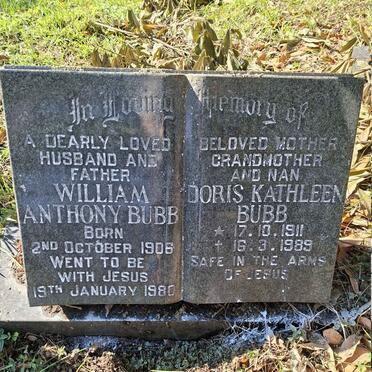 In Loving memory of
A DEARLY LOVED
HUSBAND AND
FATHER
WILLIAM
ANTHONY BUBB
BORN
2ND OCTOBER 1906
WENT TO BE
WITH JESUS
19TH JANUARY 1980
BELOVED MOTHER
GRANDMOTHER
AND NAN
DORIS KATHLEEN
BUBB
★ 17.10.1911
✝ 16.3.1989
SAFE IN THE ARMS
OF JESUS